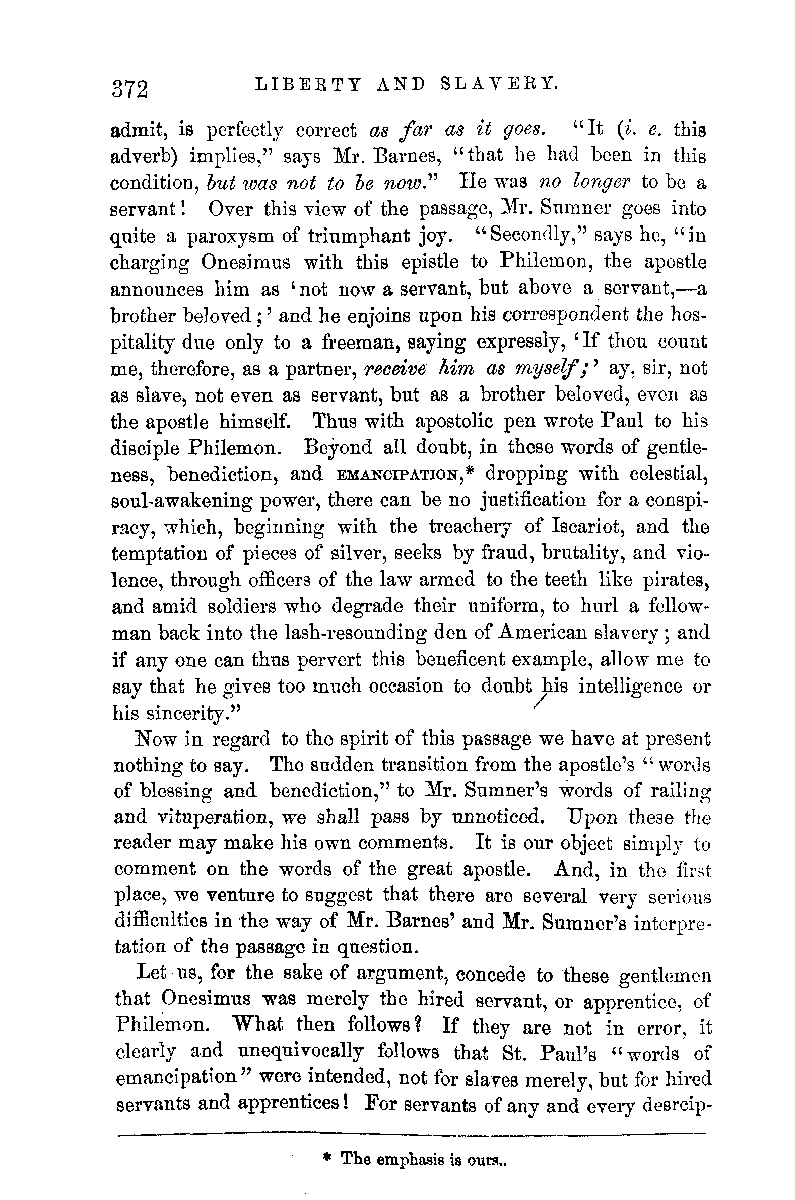 372 LIBERTY AND SLAVERY.
admit, is perfectly correct as far as it goes. “It (i. e. this
adverb) implies,” says Mr. Barnes, “that he had been in this
condition, but was not to be now.” He was no longer to be a
servant! Over this view of the passage, Mr. Sumner goes into
quite a paroxysm of triumphant joy. “Secondly,” says he, “in
charging Onesimus with this epistle to Philemon, the apostle
announces him as ‘not now a servant, but above a servant,—a
brother beloved;’ and he enjoins upon his correspondent the hos-
pitality due only to a freeman, saying expressly, ‘If thou count
me, therefore, as a partner, receive him as myself;’ ay, sir, not
as slave, not even as servant, but as a brother beloved, even as
the apostle himself. Thus with apostolic pen wrote Paul to his
disciple Philemon. Beyond all doubt, in these words of gentle-
ness, benediction, and EMANCIPATION,* dropping with celestial,
soul-awakening power, there can be no justification for a conspi-
racy, which, beginning with the treachery of Iscariot, and the
temptation of pieces of silver, seeks by fraud, brutality, and vio-
lence, through officers of the law armed to the teeth like pirates,
and amid soldiers who degrade their uniform, to hurl a fellow-
man back into the lash-resounding den of American slavery; and
if any one can thus pervert this beneficent example, allow me to
say that he gives too much occasion to doubt his intelligence or
his sincerity.”
Now in regard to the spirit of this passage we have at present
nothing to say. The sudden transition from the apostle’s “words
of blessing and benediction,” to Mr. Sumner’s words of railing
and vituperation, we shall pass by unnoticed. Upon these the
reader may make his own comments. It is our object simply to
comment on the words of the great apostle. And, in the first
place, we venture to suggest that there are several very serious
difficulties in the way of Mr. Barnes’ and Mr. Sumner’s interpre-
tation of the passage in question.
Let us, for the sake of argument, concede to these gentlemen
that Onesimus was merely the hired servant, or apprentice, of
Philemon. What then follows? If they are not in error, it
clearly and unequivocally follows that St. Paul’s “words of
emancipation” were intended, not for slaves merely, but for hired
servants and apprentices! For servants of any and every desrcip-
* The emphasis is ours..